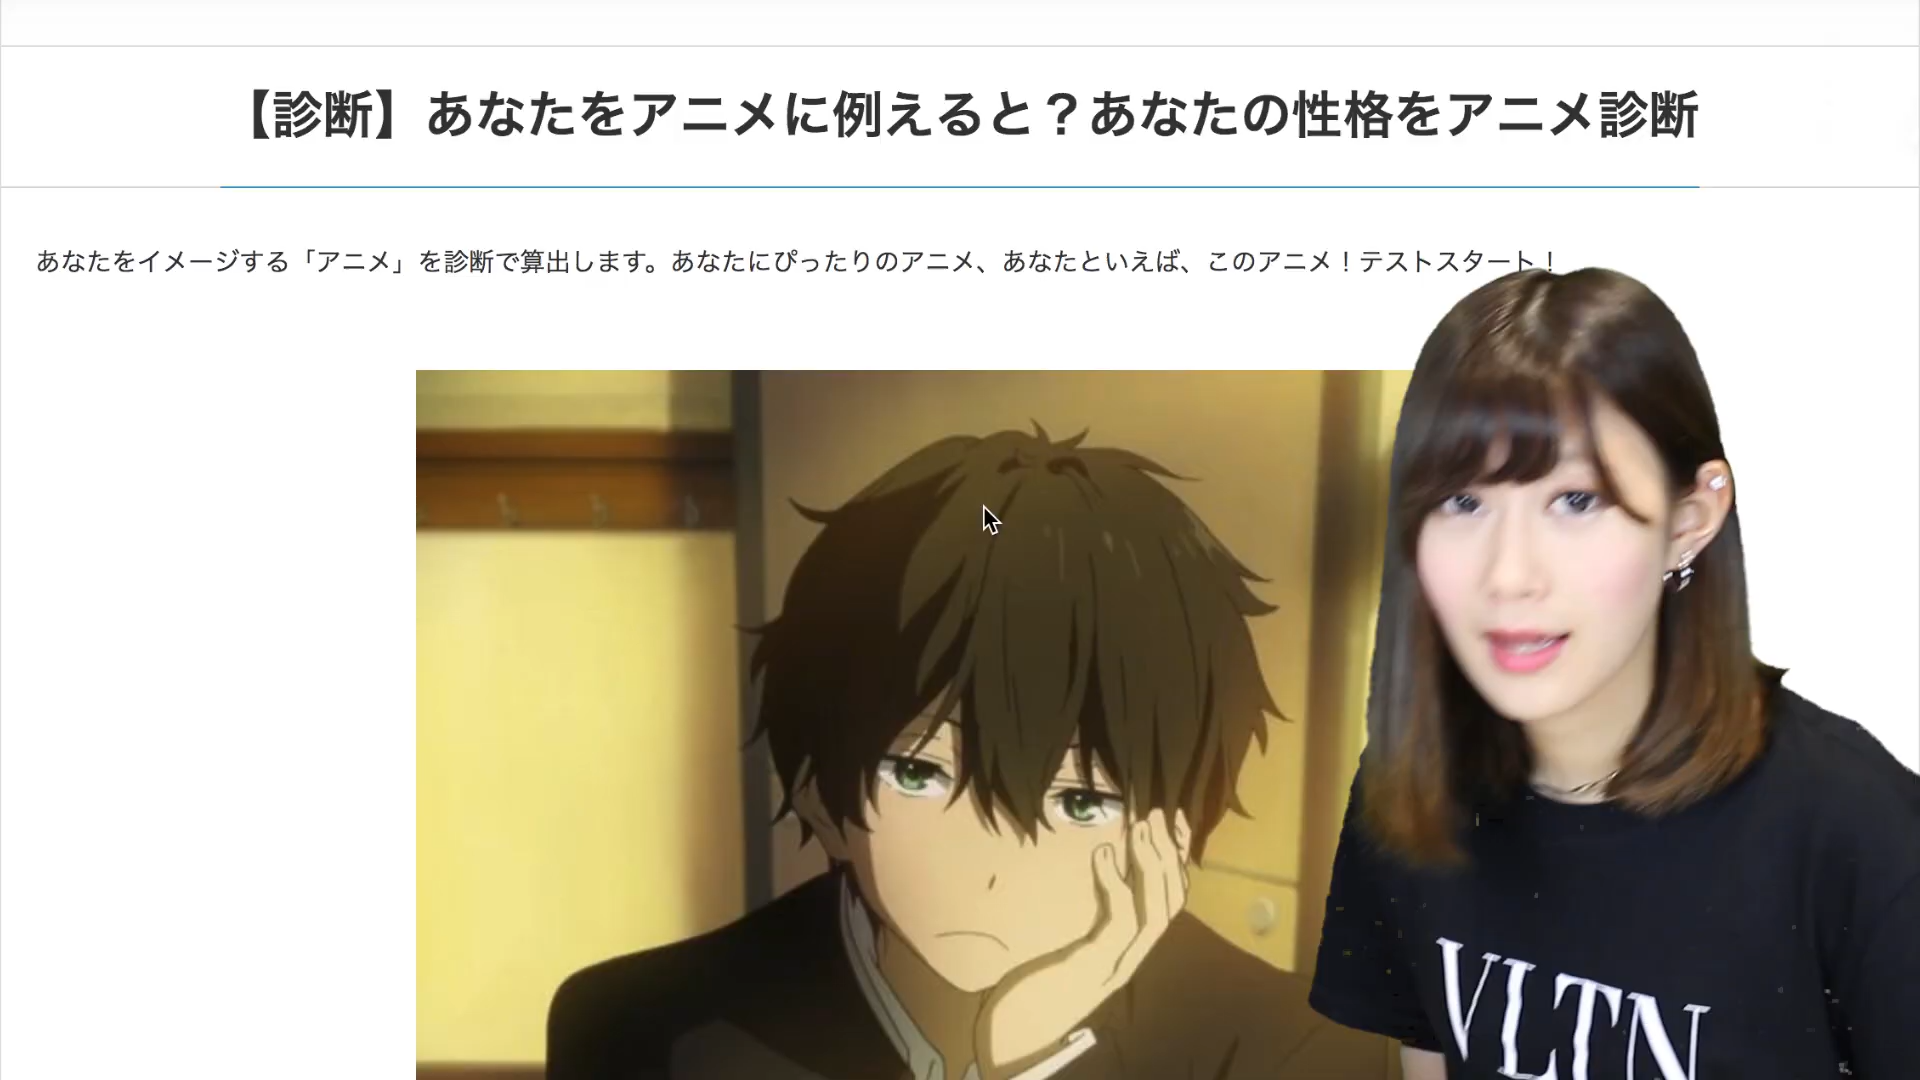 【診断】あなたをアニメに例えると？あなたの性格をアニメ診断
あなたをイメージする「アニメ」を診断で算出します。あなたにぴったりのアニメ、あなたといえば、このアニメ！テストスタート！
VLTN